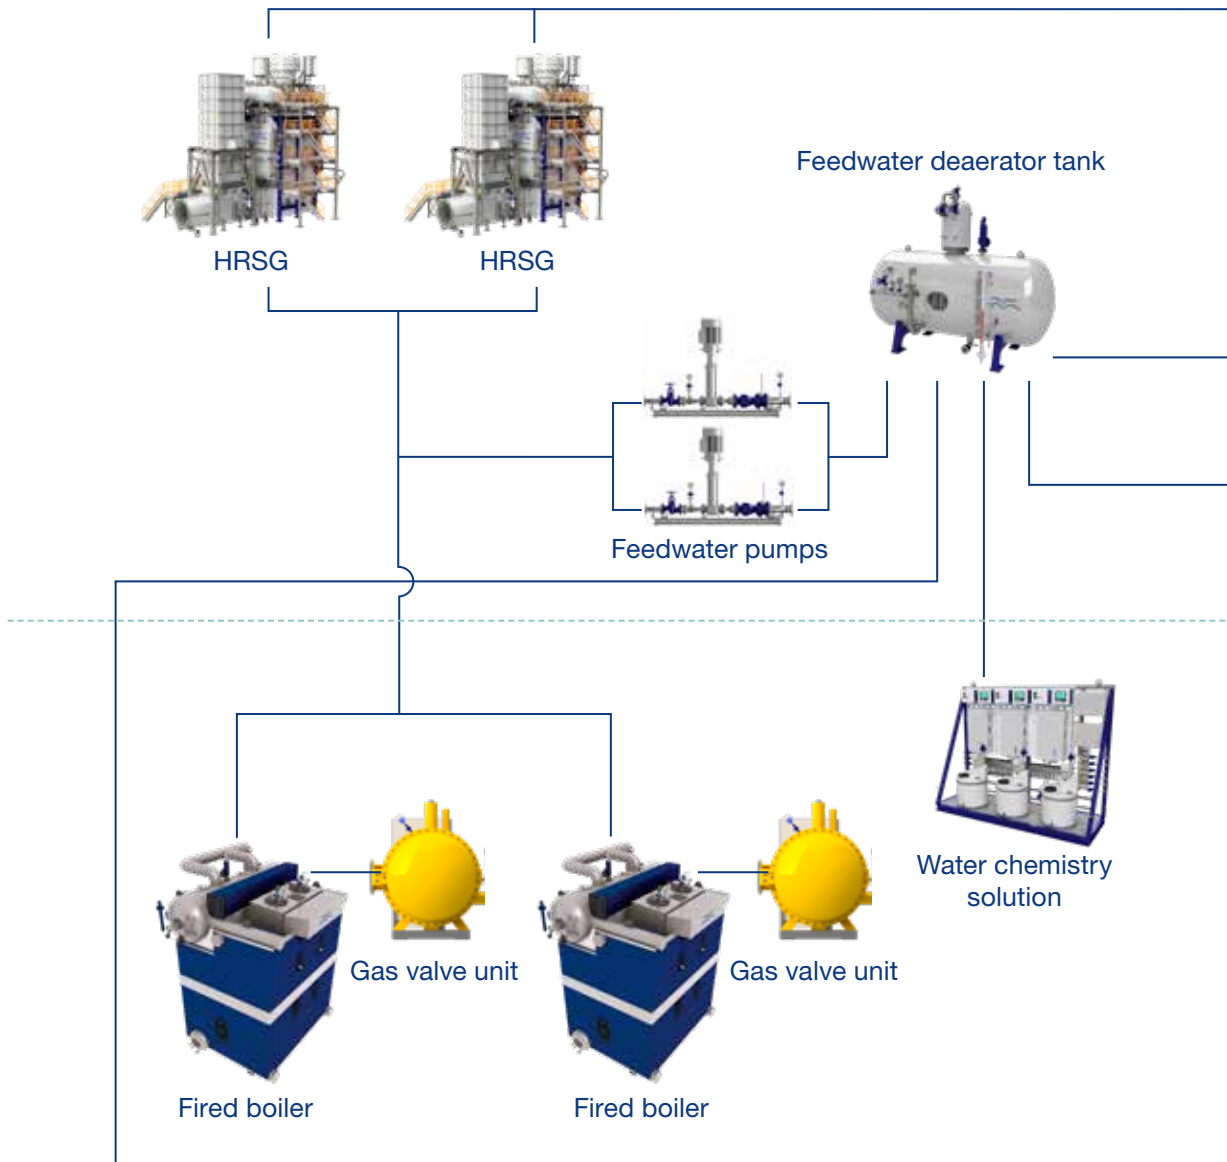 Feedwater deaerator tank
HRSG
HRSG
Feedwater pumps
Water chemistry
solution
Gas valve unit
Gas valve unit
Fired boiler
Fired boiler